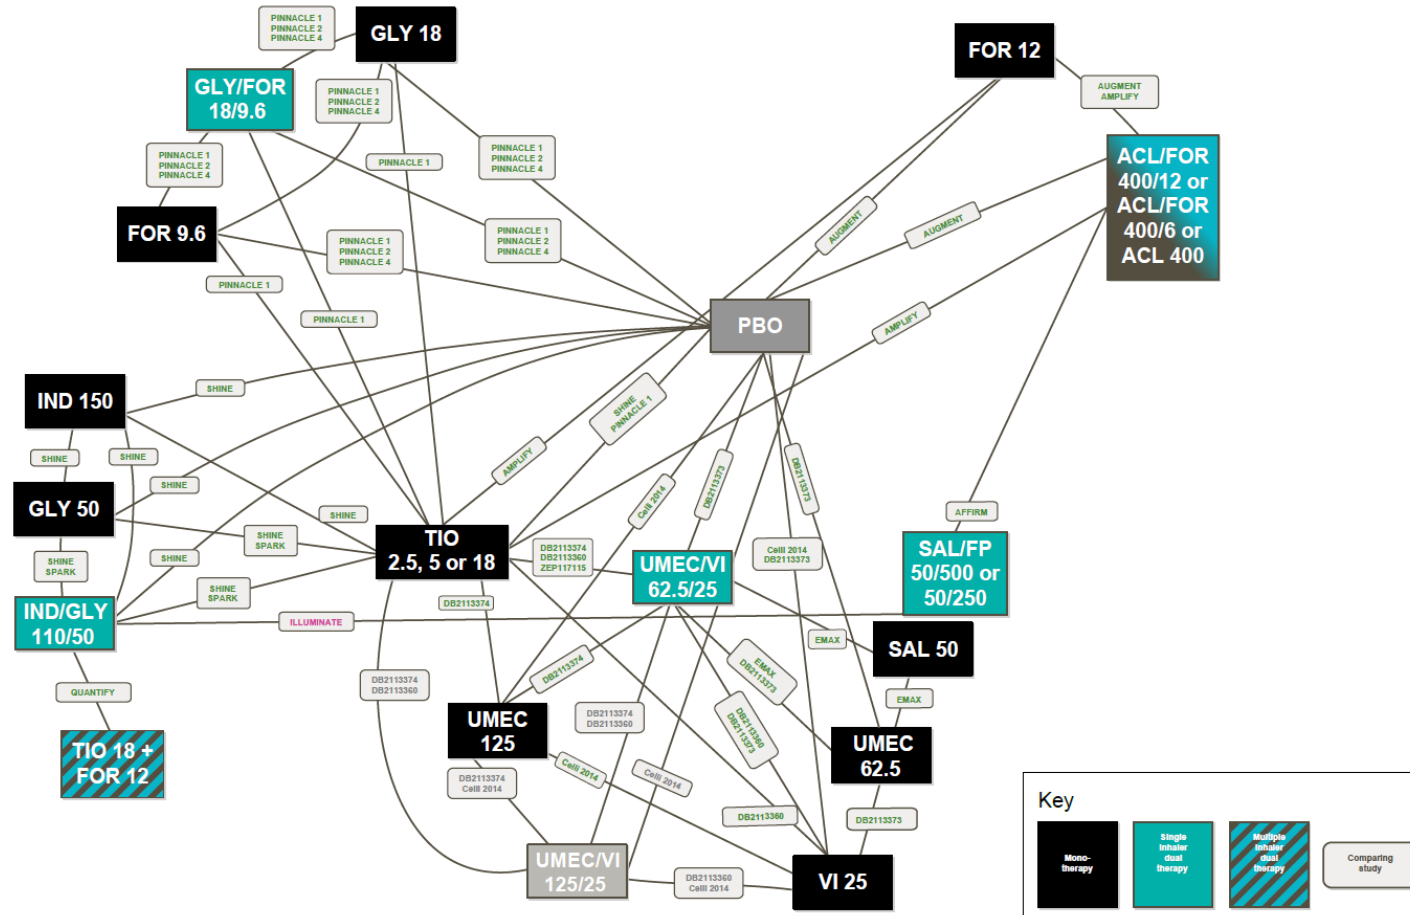 PINNACLE 1
PINNACLE 2
PINNACLE 4
GLY 18
FOR 12
GLY/FOR
18/9.6
PINNACLE 1
PINNACLE 2
PINNACLE 4
AUGMENT
AMPLIFY
PINNACLE 1
PINNACLE 2
PINNACLE 4
PINNACLE 1
PINNACLE 1
PINNACLE 2
PINNACLE 4
ACL/FOR
400/12 or
ACL/FOR
400/6 or
ACL 400
FOR 9.6
PINNACLE 1
PINNACLE 2
PINNACLE 4
PINNACLE 1
PINNACLE 2
PINNACLE 4
AUGMENT
AUGMENT
PINNACLE 1
PINNACLE 1
PBO
AMPLIFY
IND 150
SHINE
SHINE
PINNACLE 1
SHINE
SHINE
AMPLIFY
DB2113373
DB2113373
SHINE
Celli 2014
GLY 50
SHINE
AFFIRM
TIO
2.5, 5 or 18
SHINE
SPARK
SHINE
SPARK
SHINE
DB2113374
DB2113360
ZEP117115
Celli 2014
DB2113373
UMEC/VI
62.5/25
SAL/FP
50/500 or
50/250
SHINE
SPARK
DB2113374
IND/GLY
110/50
ILLUMINATE
EMAX
SAL 50
QUANTIFY
DB2113374
DB2113360
DB2113374
EMAX
DB2113373
EMAX
UMEC
125
DB2113374
DB2113360
DB2113360
DB2113373
UMEC
62.5
TIO 18 +
FOR 12
DB2113374
Celli 2014
Celli 2014
Celli 2014
DB2113360
DB2113373
UMEC/VI
125/25
DB2113360
Celli 2014
VI 25
Key
Mono-
therapy
Single
inhaler
dual
therapy
Multiple
inhaler
dual
therapy
Comparing
study